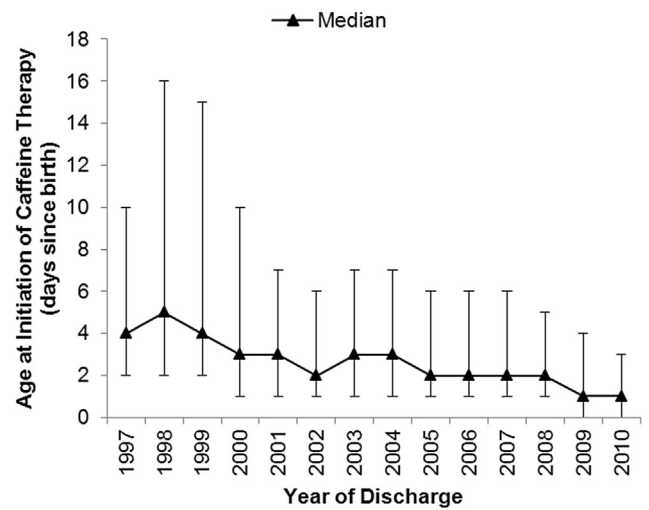 Median
Age at Initiation of Caffeine Therapy
(days since birth)
18
16
14
12
10
8
6
4
2
0
1997 1998 1999 2000 2001 2002 2003 2004 2005 2006 2007 2008 2009 2010
Year of Discharge